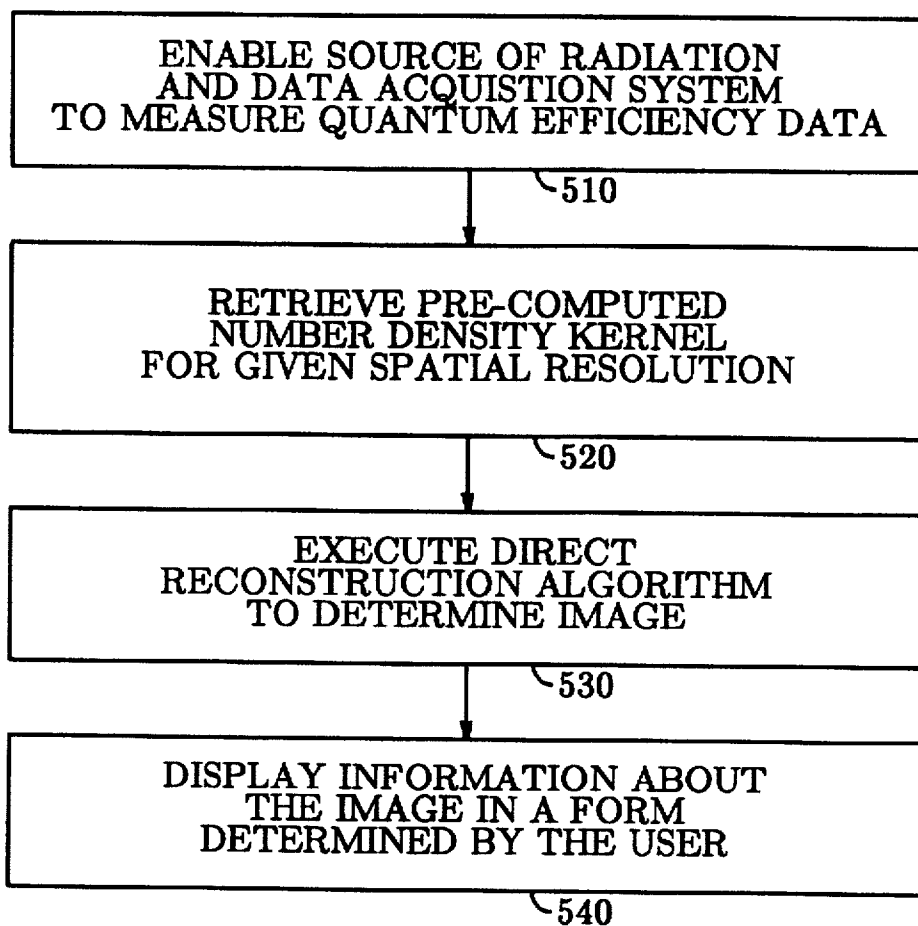 ENABLE SOURCE OF RADIATION
AND DATA ACQUISTION SYSTEM
TO MEASURE QUANTUM EFFICIENCY DATA
510
RETRIEVE PRE-COMPUTED
NUMBER DENSITY KERNEL
FOR GIVEN SPATIAL RESOLUTION
520
EXECUTE DIRECT
RECONSTRUCTION ALGORITHM
TO DETERMINE IMAGE
530
DISPLAY INFORMATION ABOUT
THE IMAGE IN A FORM
DETERMINED BY THE USER
540